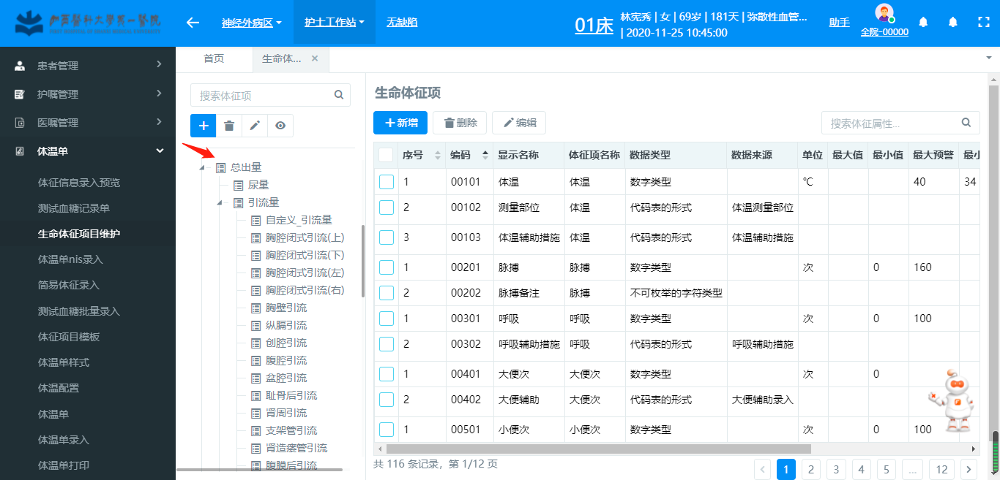 广西医科大学第一医院
神经外病区
护士工作站
无缺陷
01床
林宪秀 | 女 | 69岁 | 181天 | 弥散性血管...
| 2020-11-25 10:45:00
助手
全院-00000
患者管理
护嘱管理
医嘱管理
体温单
体征信息录入预览
测试血糖记录单
生命体征项目维护
体温单nis录入
简易体征录入
测试血糖批量录入
体征项目模板
体温单样式
体温配置
体温单
体温单录入
体温单打印
首页
生命体...
搜索体征项
总出量
尿量
引流量
自定义_引流量
胸腔闭式引流(上)
胸腔闭式引流(下)
胸腔闭式引流(左)
胸腔闭式引流(右)
胸壁引流
纵膈引流
创腔引流
腹腔引流
盆腔引流
耻骨后引流
肾周引流
支架管引流
肾造瘘管引流
腹膜后引流
生命体征项
新增 删除 编辑
搜索体征属性...
序号 编码 显示名称 体征项名称 数据类型 数据来源 单位 最大值 最小值 最大预警 最小
1 00101 体温 体温 数字类型 ℃ 40 34
2 00102 测量部位 体温 代码表的形式 体温测量部位
3 00103 体温辅助措施 体温 代码表的形式 体温辅助措施
1 00201 脉搏 脉搏 数字类型 次 0 160
2 00202 脉搏备注 脉搏 不可枚举的字符类型
1 00301 呼吸 呼吸 数字类型 次 0 100
2 00302 呼吸辅助措施 呼吸 代码表的形式 呼吸辅助措施
1 00401 大便次 大便次 数字类型 次 0
2 00402 大便辅助 大便次 代码表的形式 大便辅助录入
1 00501 小便次 小便次 数字类型 次 0 100
共 116 条记录，第 1/12 页
1 2 3 4 5 ... 12